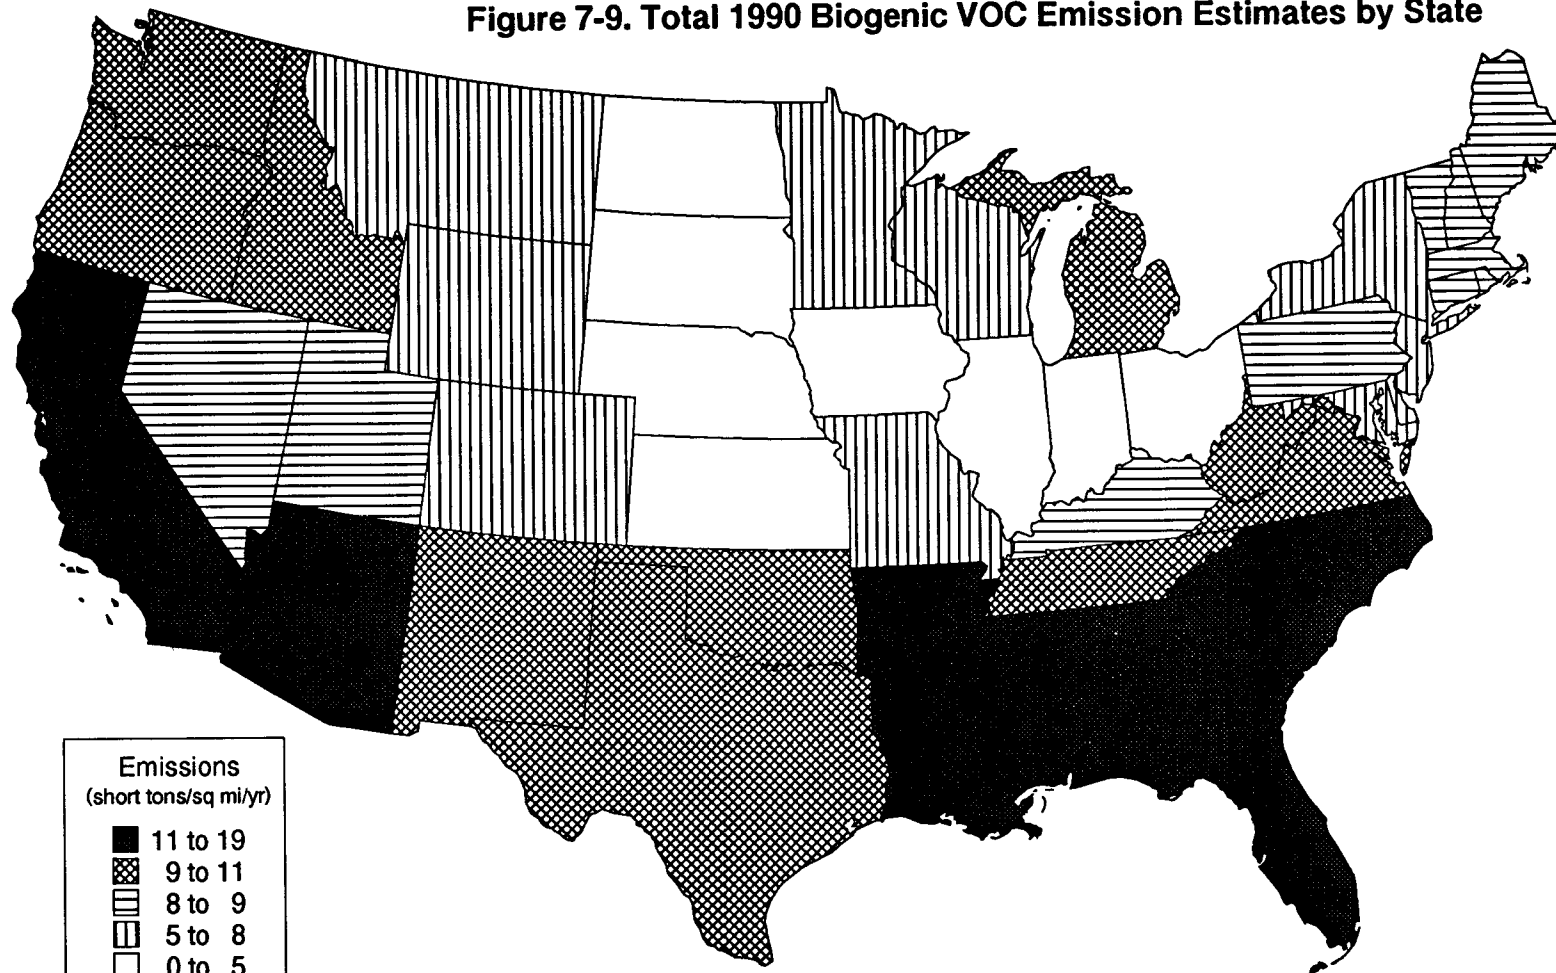 Figure 7-9. Total 1990 Biogenic VOC Emission Estimates by State
Emissions
(short tons/sq mi/yr)
11 to 19
9 to 11
8 to 9
5 to 8
0 to 5